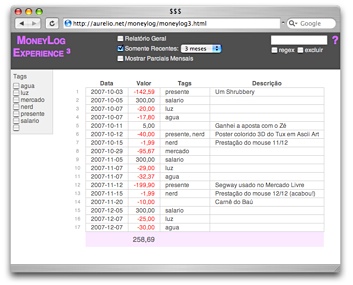 $$$
http://aurelio.net/moneylog/moneylog3.html
Google
MoneyLog
Experience 3
Relatório Geral
Somente Recentes: 3 meses
Mostrar Parciais Mensais
?
regex excluir
Tags
agua
luz
mercado
nerd
presente
salario
Data Valor Tags Descrição
1 2007-10-03 -142,59 presente Um Shrubbery
2 2007-10-05 300,00 salario
3 2007-10-07 -20,00 luz
4 2007-10-07 -17,80 agua
5 2007-10-11 5,00 Ganhei a aposta com o Zé
6 2007-10-12 -40,00 presente, nerd Poster colorido 3D do Tux em Ascii Art
7 2007-10-15 -1,99 nerd Prestação do mouse 11/12
8 2007-10-29 -95,67 mercado
9 2007-11-05 300,00 salario
10 2007-11-07 -29,00 luz
11 2007-11-07 -32,37 agua
12 2007-11-12 -199,90 presente Segway usado no Mercado Livre
13 2007-11-15 -1,99 nerd Prestação do mouse 12/12 (acabou!)
14 2007-11-20 -10,00 Carnê do Baú
15 2007-12-05 300,00 salario
16 2007-12-07 -25,00 luz
17 2007-12-07 -30,00 agua
258,69